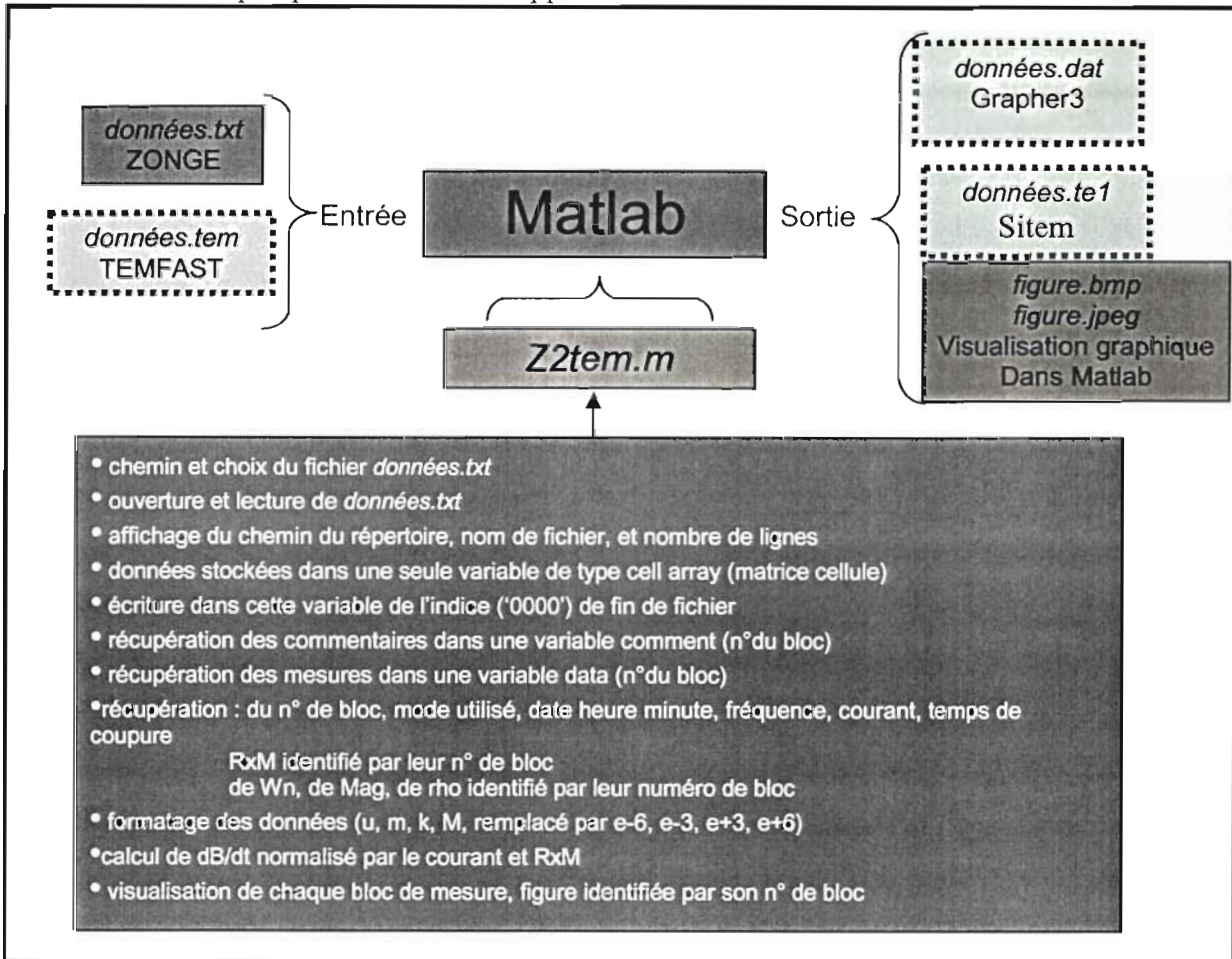 données.txt
ZONGE
données.tem
TEMFAST
Entrée
Matlab
Z2tem.m
Sortie
données.dat
Grapher3
données.te1
Sitem
figure.bmp
figure.jpeg
Visualisation graphique
Dans Matlab
• chemin et choix du fichier données.txt
• ouverture et lecture de données.txt
• affichage du chemin du répertoire, nom de fichier, et nombre de lignes
• données stockées dans une seule variable de type cell array (matrice cellule)
• écriture dans cette variable de l'indice ('0000') de fin de fichier
• récupération des commentaires dans une variable comment (n°du bloc)
• récupération des mesures dans une variable data (n°du bloc)
•récupération : du n° de bloc, mode utilisé, date heure minute, fréquence, courant, temps de
coupure
RxM identifié par leur n° de bloc
de Wn, de Mag, de rho identifié par leur numéro de bloc
• formatage des données (u, m, k, M, remplacé par e-6, e-3, e+3, e+6)
•calcul de dB/dt normalisé par le courant et RxM
• visualisation de chaque bloc de mesure, figure identifiée par son n° de bloc